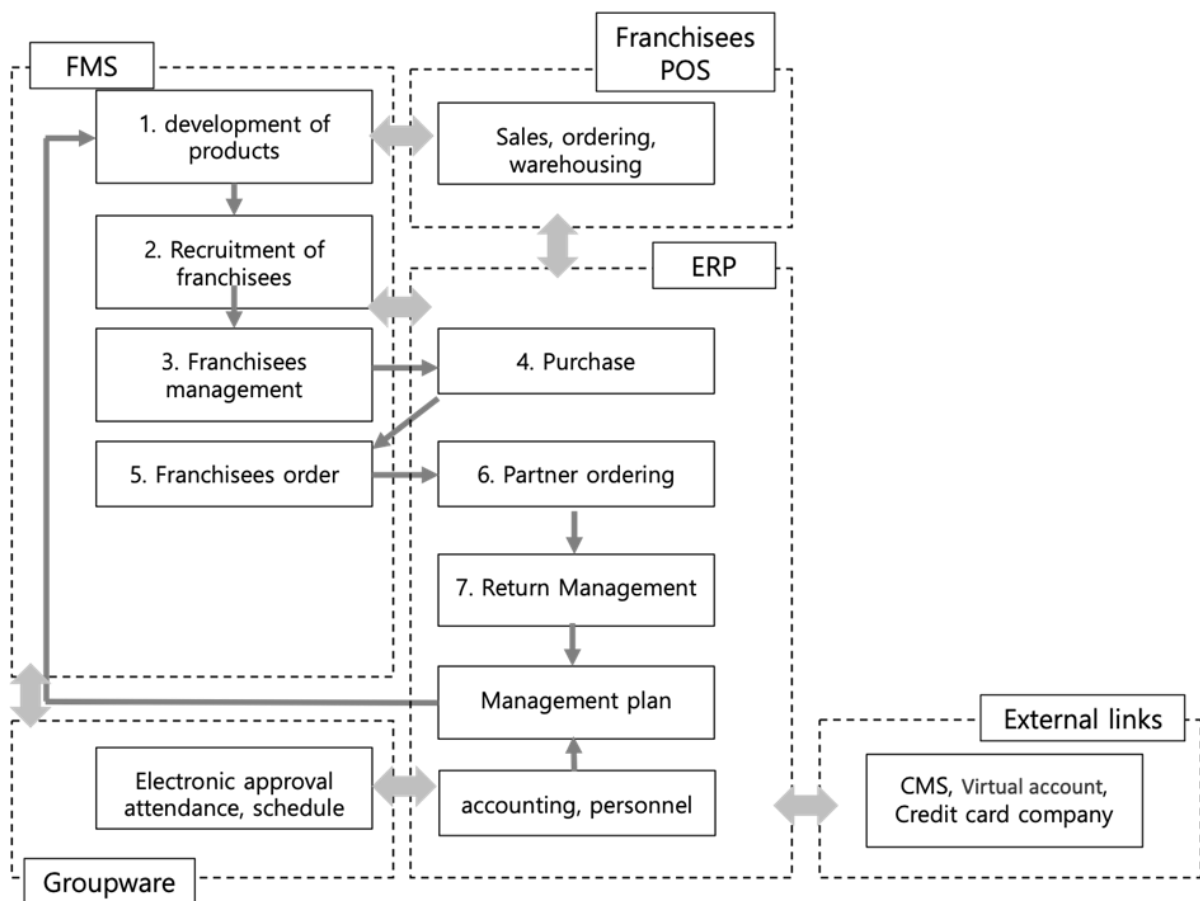 FMS
1. development of
products
2. Recruitment of
franchisees
3. Franchisees
management
5. Franchisees order
Franchisees
POS
Sales, ordering,
warehousing
ERP
4. Purchase
6. Partner ordering
7. Return Management
Management plan
accounting, personnel
Electronic approval
attendance, schedule
Groupware
External links
CMS, Virtual account,
Credit card company